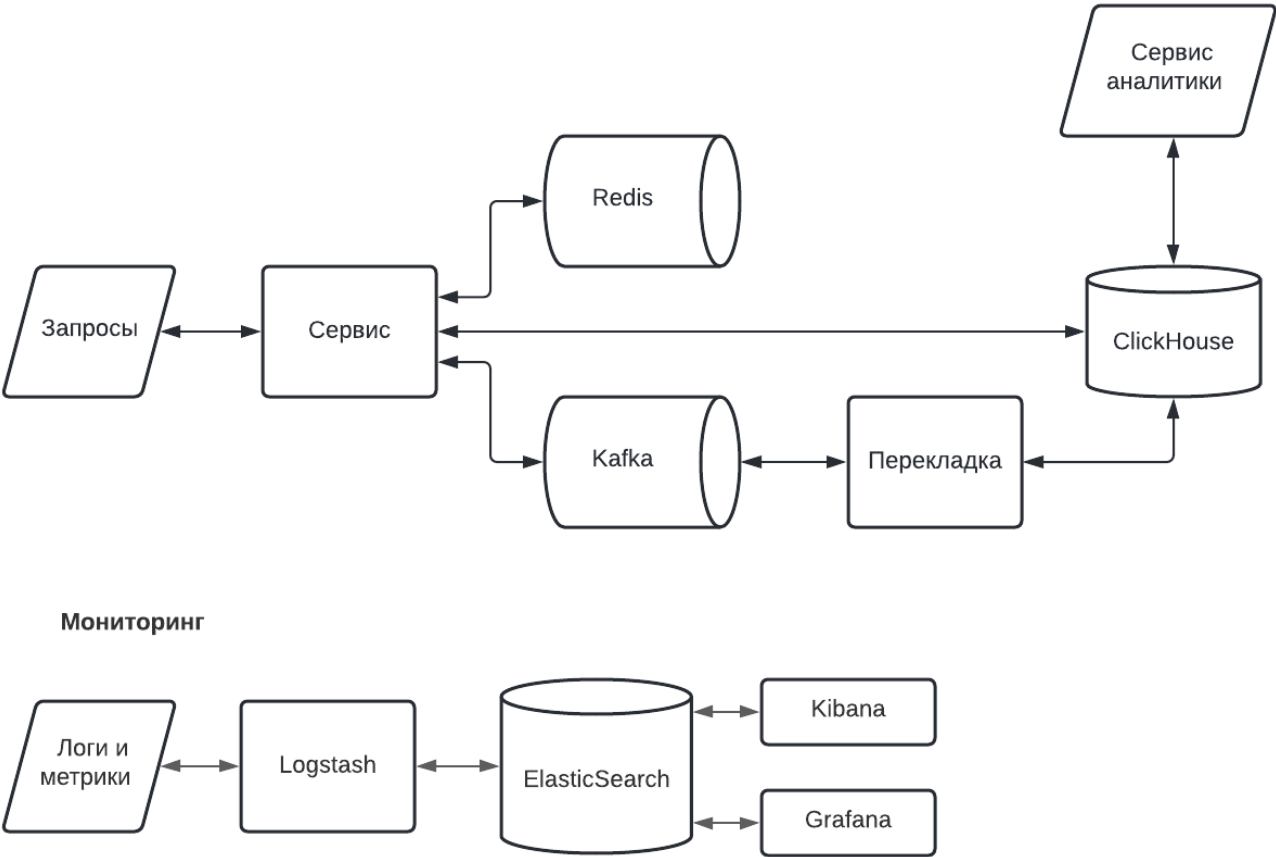 Сервис
аналитики
Redis
Запросы
Сервис
ClickHouse
Kafka
Перекладка
Мониторинг
Логи и
метрики
Logstash
ElasticSearch
Kibana
Grafana